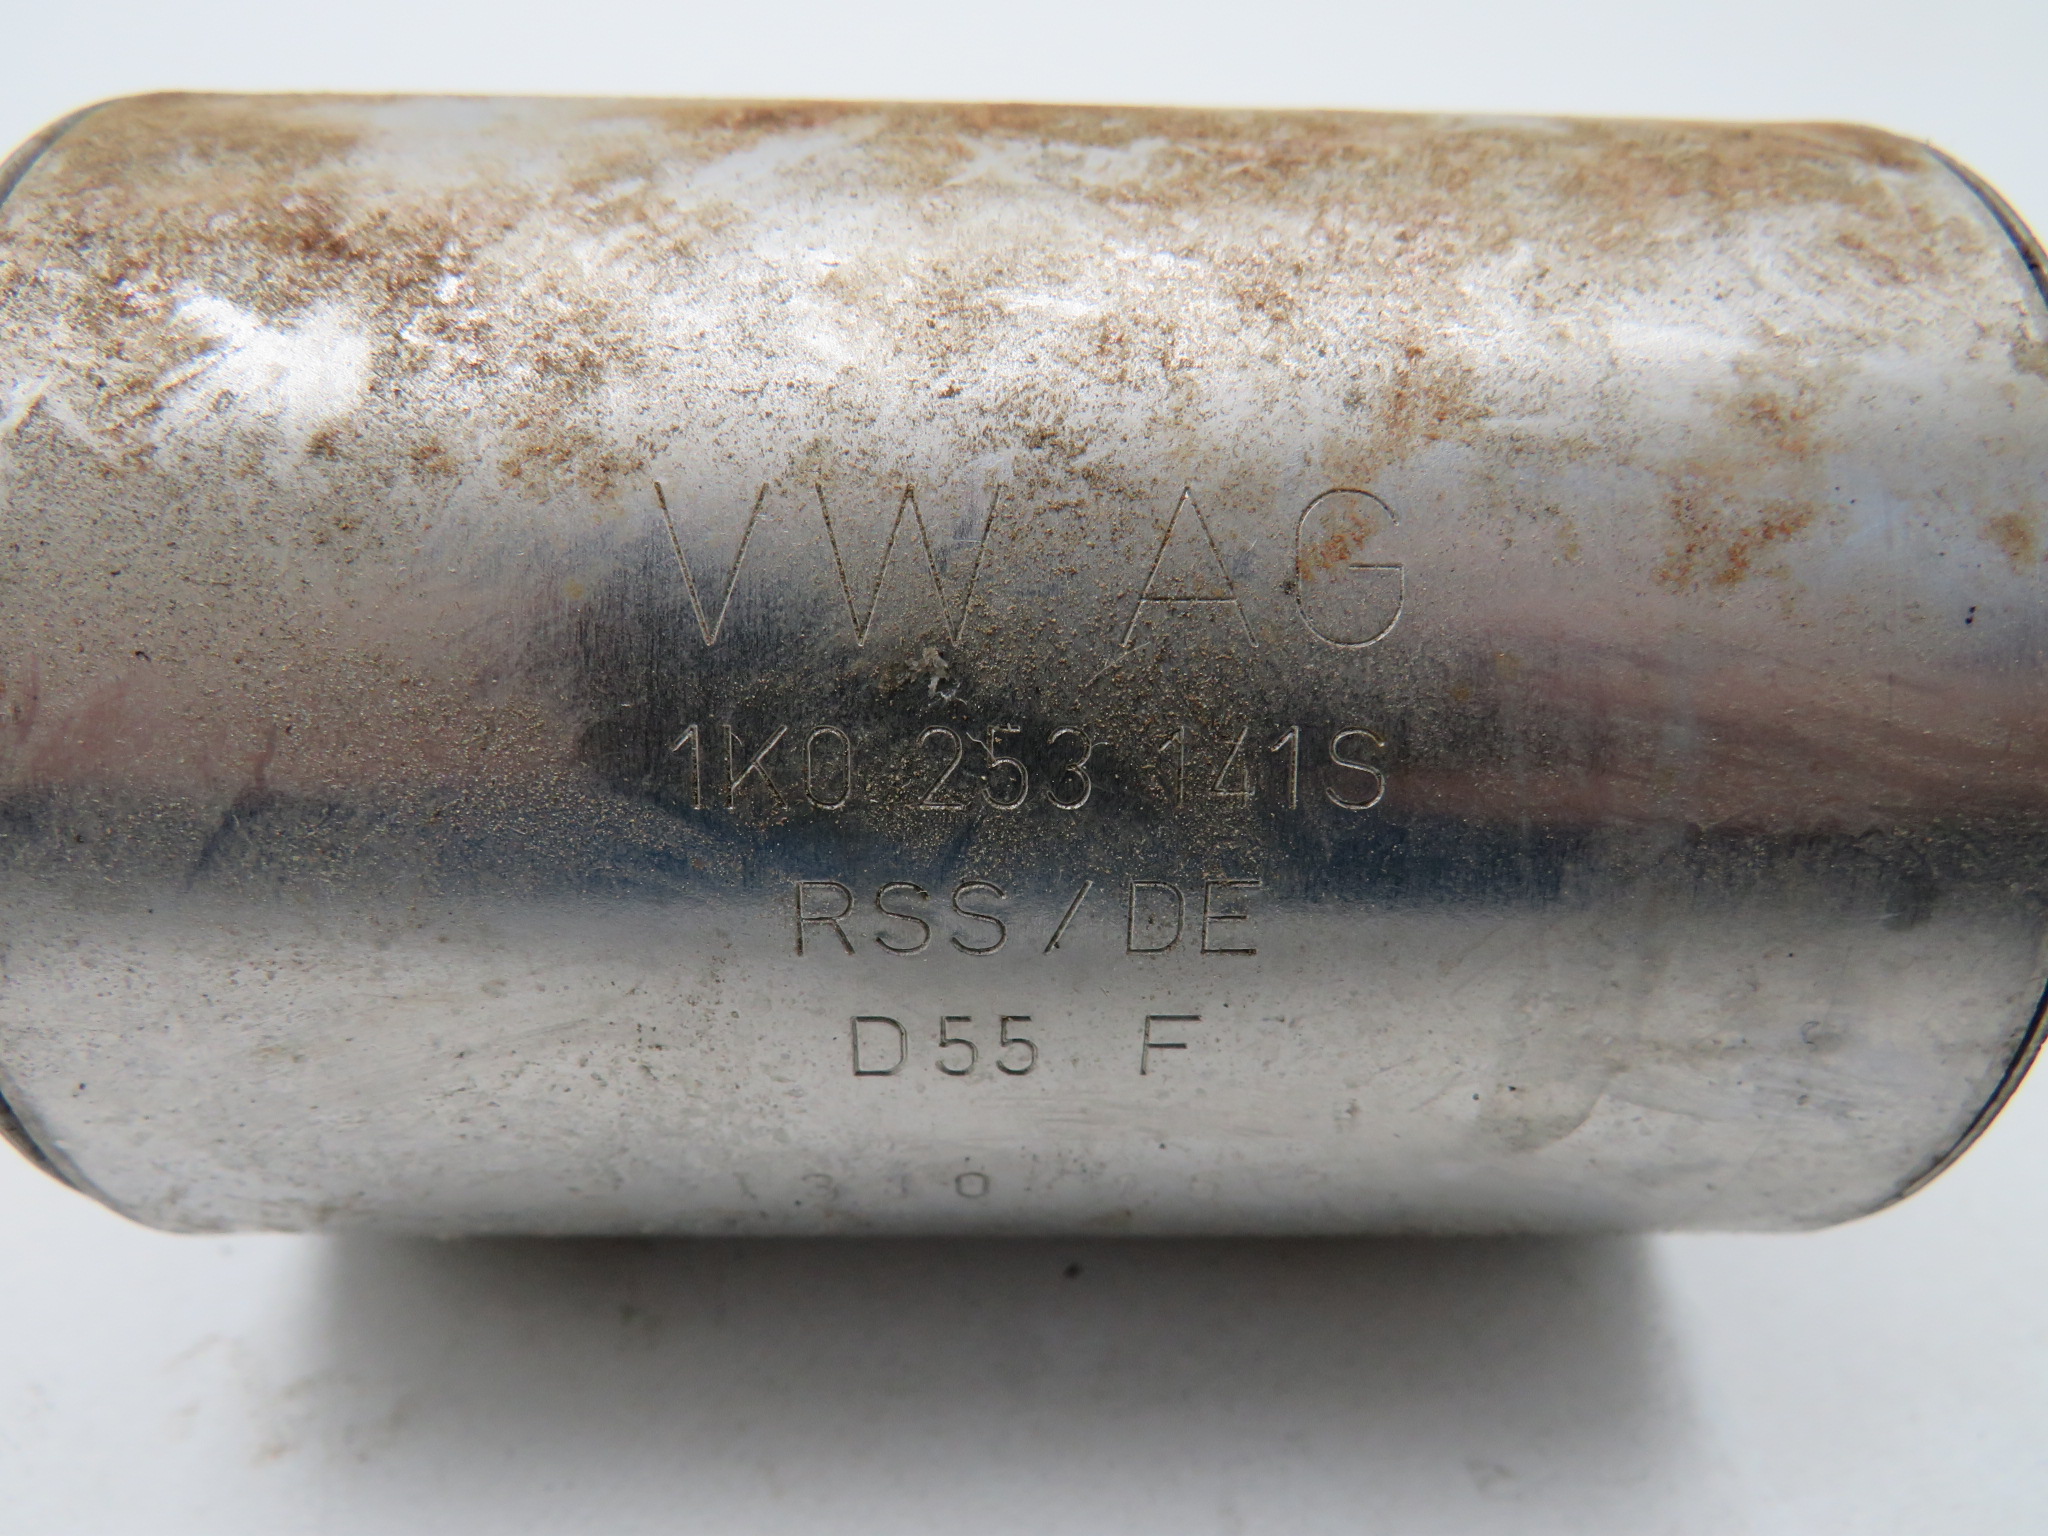 VW AG
1K0 253 141S
RSS/DE
D55 F